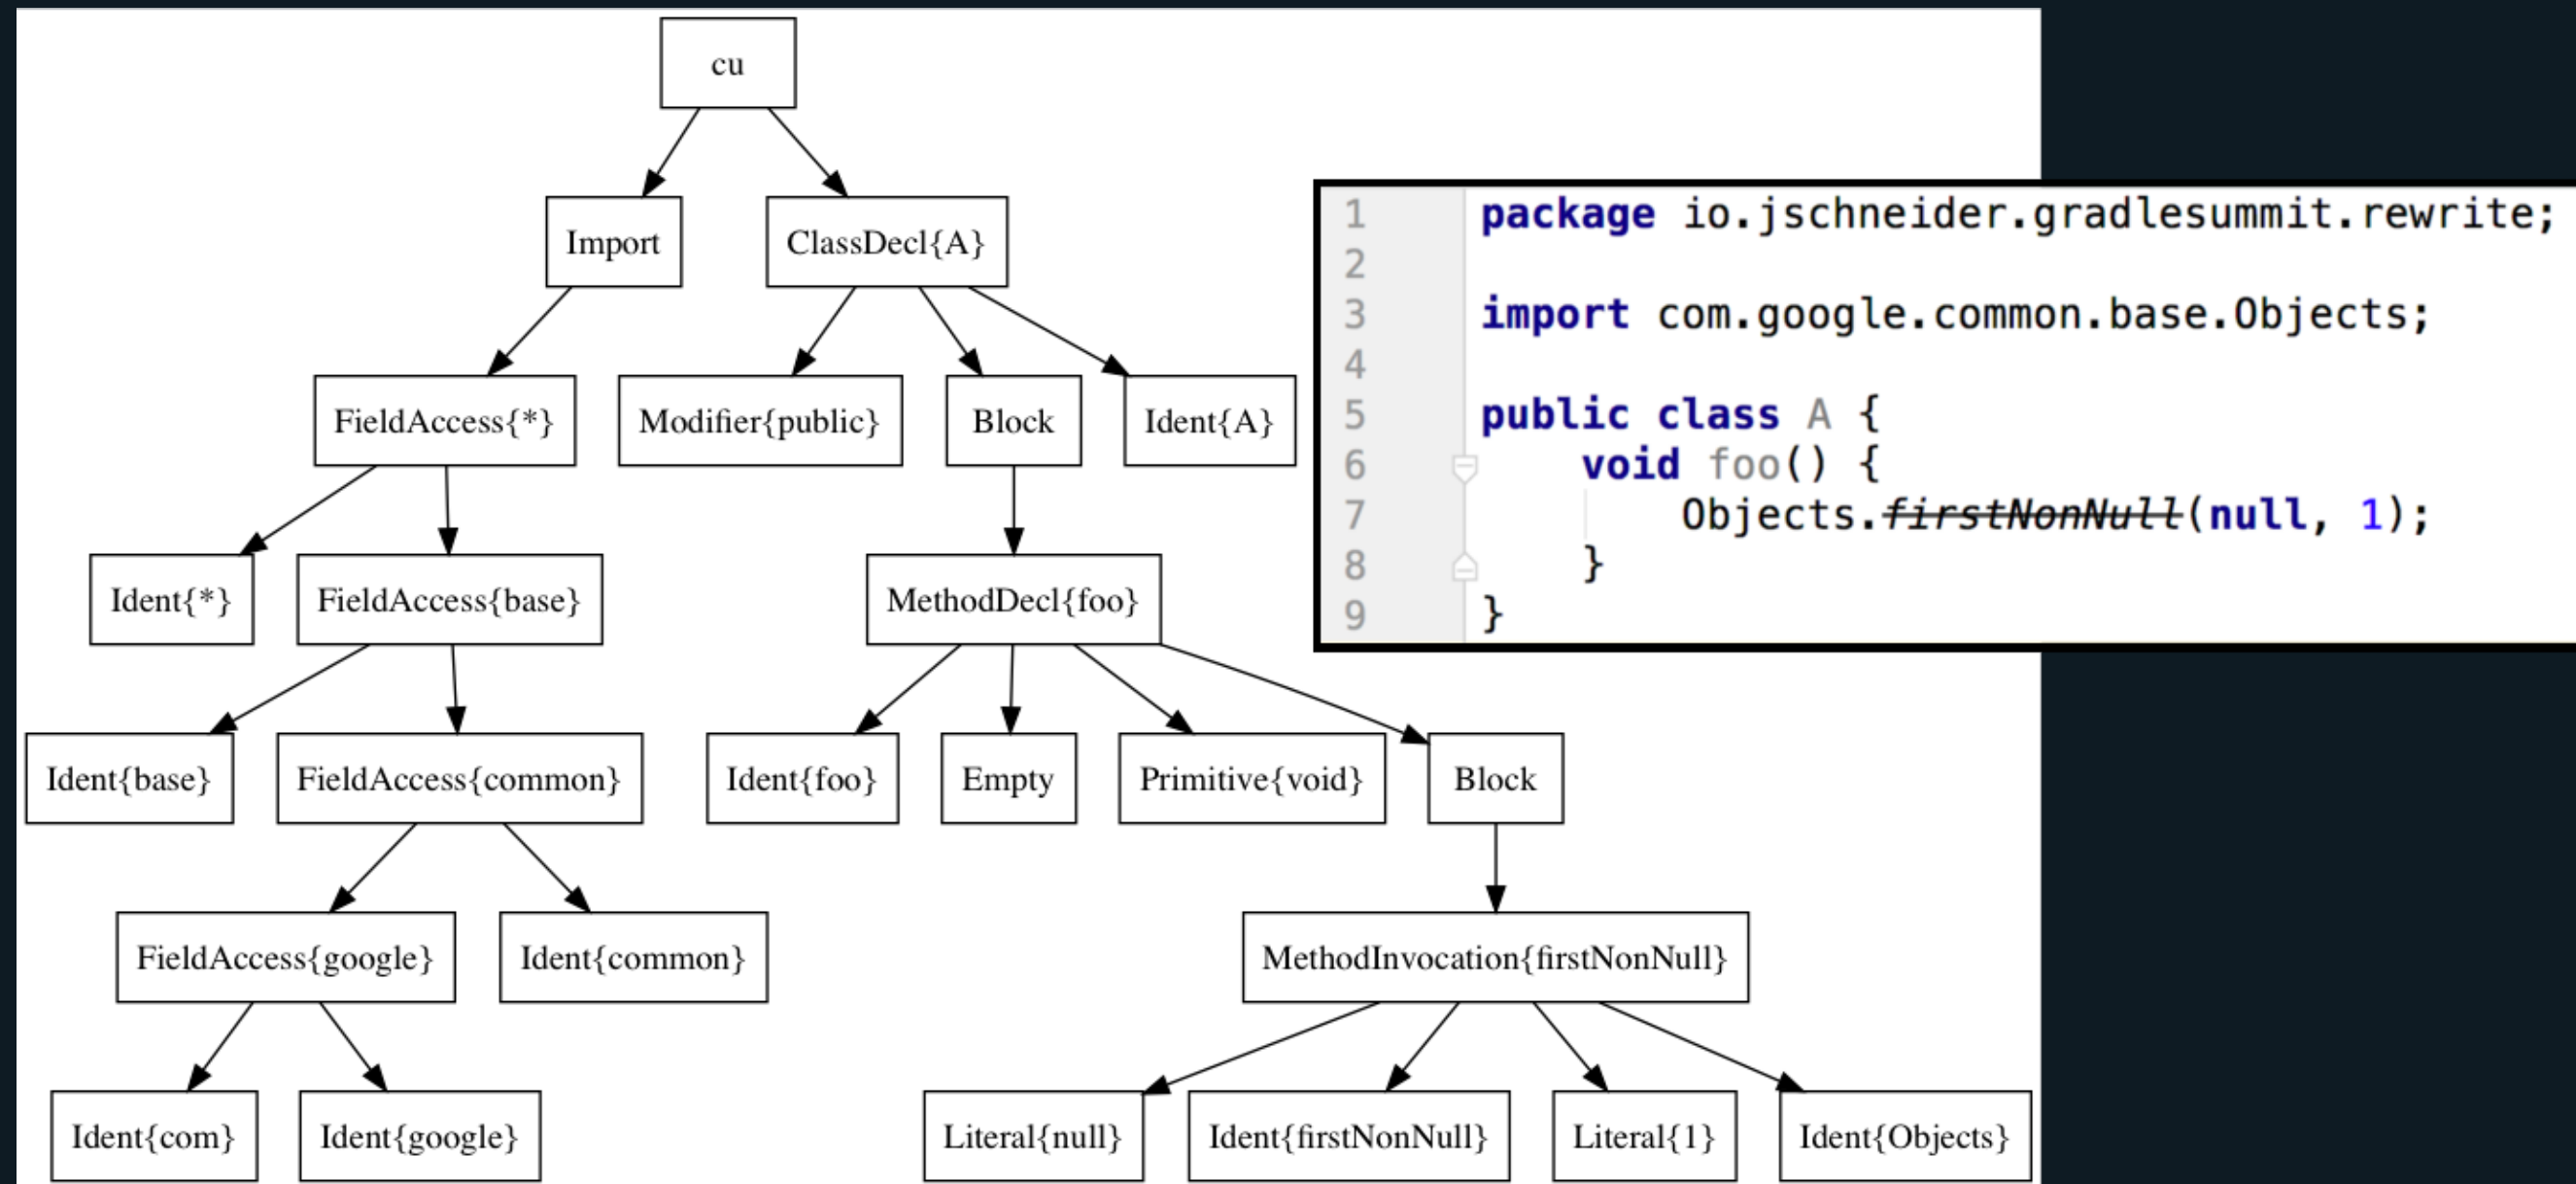 cu
Import
ClassDecl{A}
FieldAccess{*}
Modifier{public}
Block
Ident{A}
Ident{*}
FieldAccess{base}
MethodDecl{foo}
Ident{base}
FieldAccess{common}
Ident{foo}
Empty
Primitive{void}
Block
FieldAccess{google}
Ident{common}
MethodInvocation{firstNonNull}
Ident{com}
Ident{google}
Literal{null}
Ident{firstNonNull}
Literal{1}
Ident{Objects}
1 package io.jschneider.gradlesummit.rewrite;
2
3 import com.google.common.base.Objects;
4
5 public class A {
6     void foo() {
7         Objects.firstNonNull(null, 1);
8     }
9 }